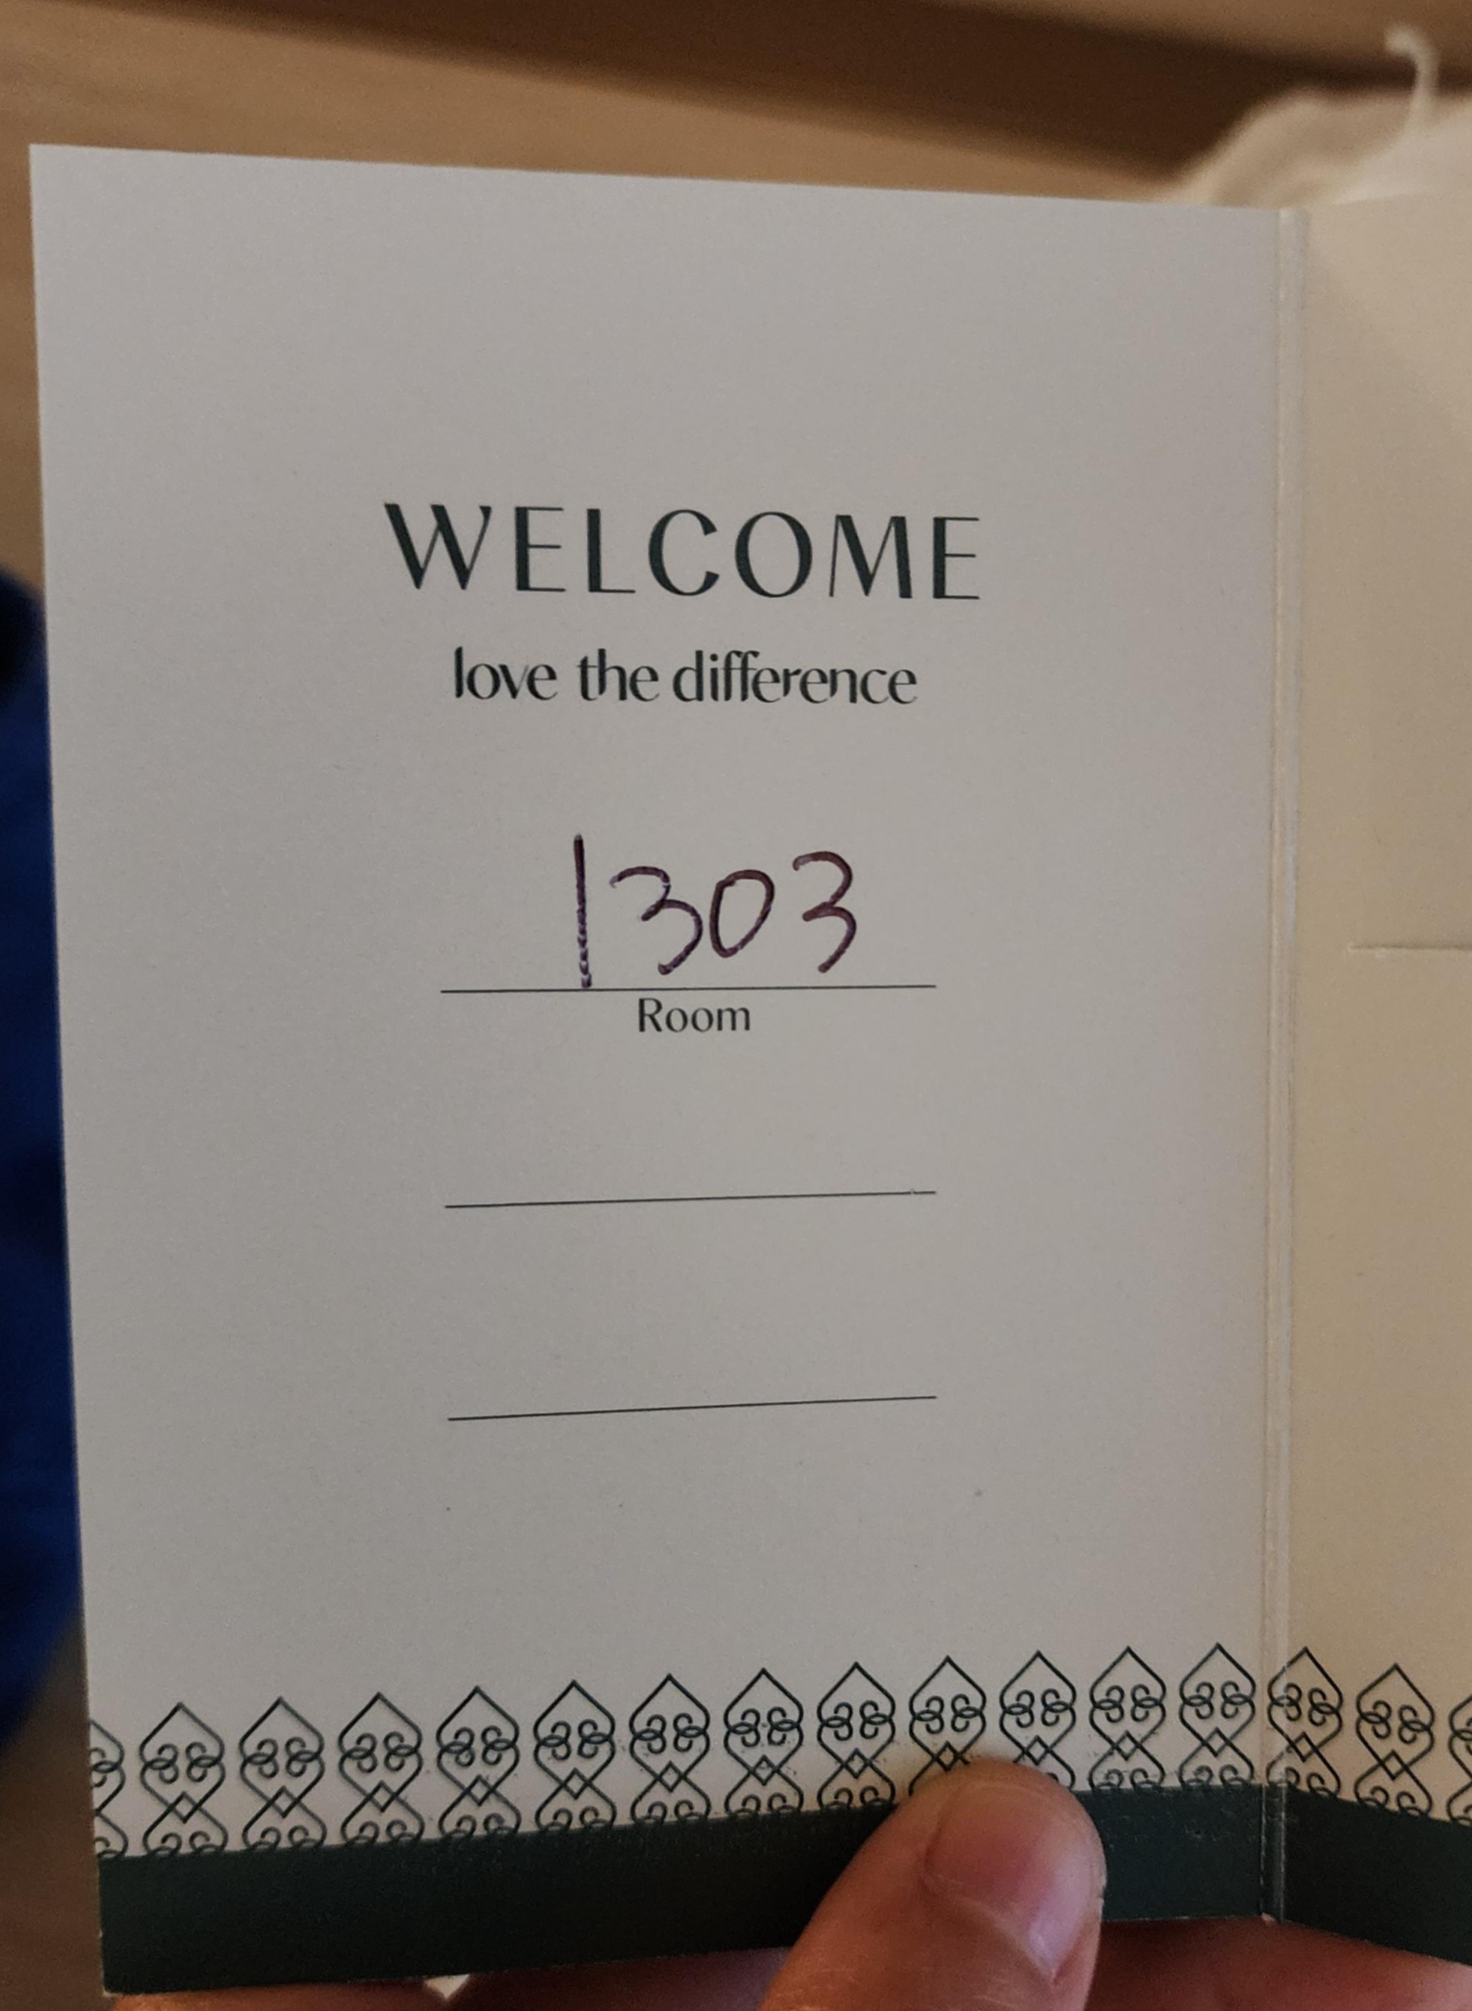 WELCOME
love the difference
1303
Room